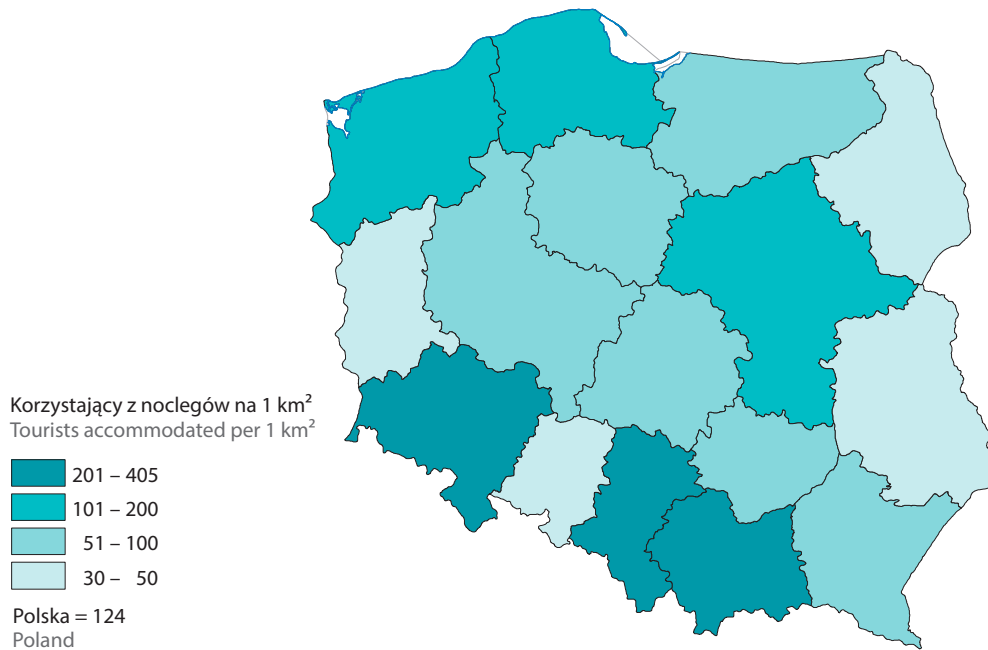 Korzystający z noclegów na 1 km²
Tourists accommodated per 1 km²
201 – 405
101 – 200
51 – 100
30 – 50
Polska = 124
Poland